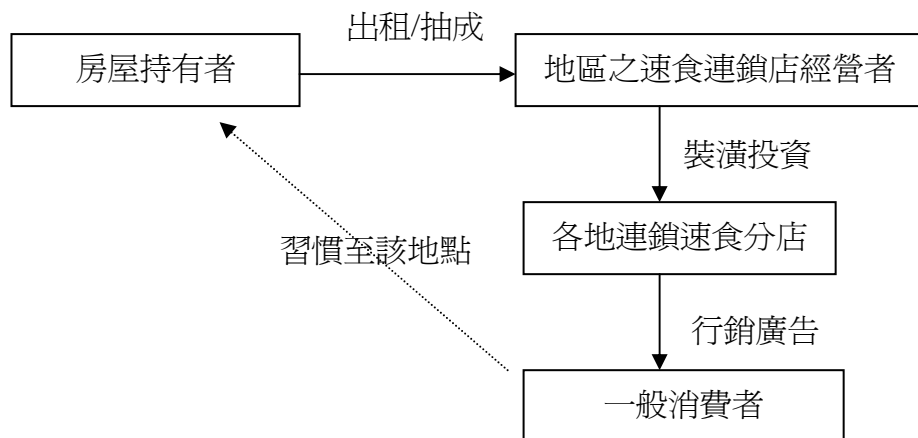 出租/抽成
房屋持有者
地區之速食連鎖店經營者
裝潢投資
各地連鎖速食分店
習慣至該地點
行銷廣告
一般消費者